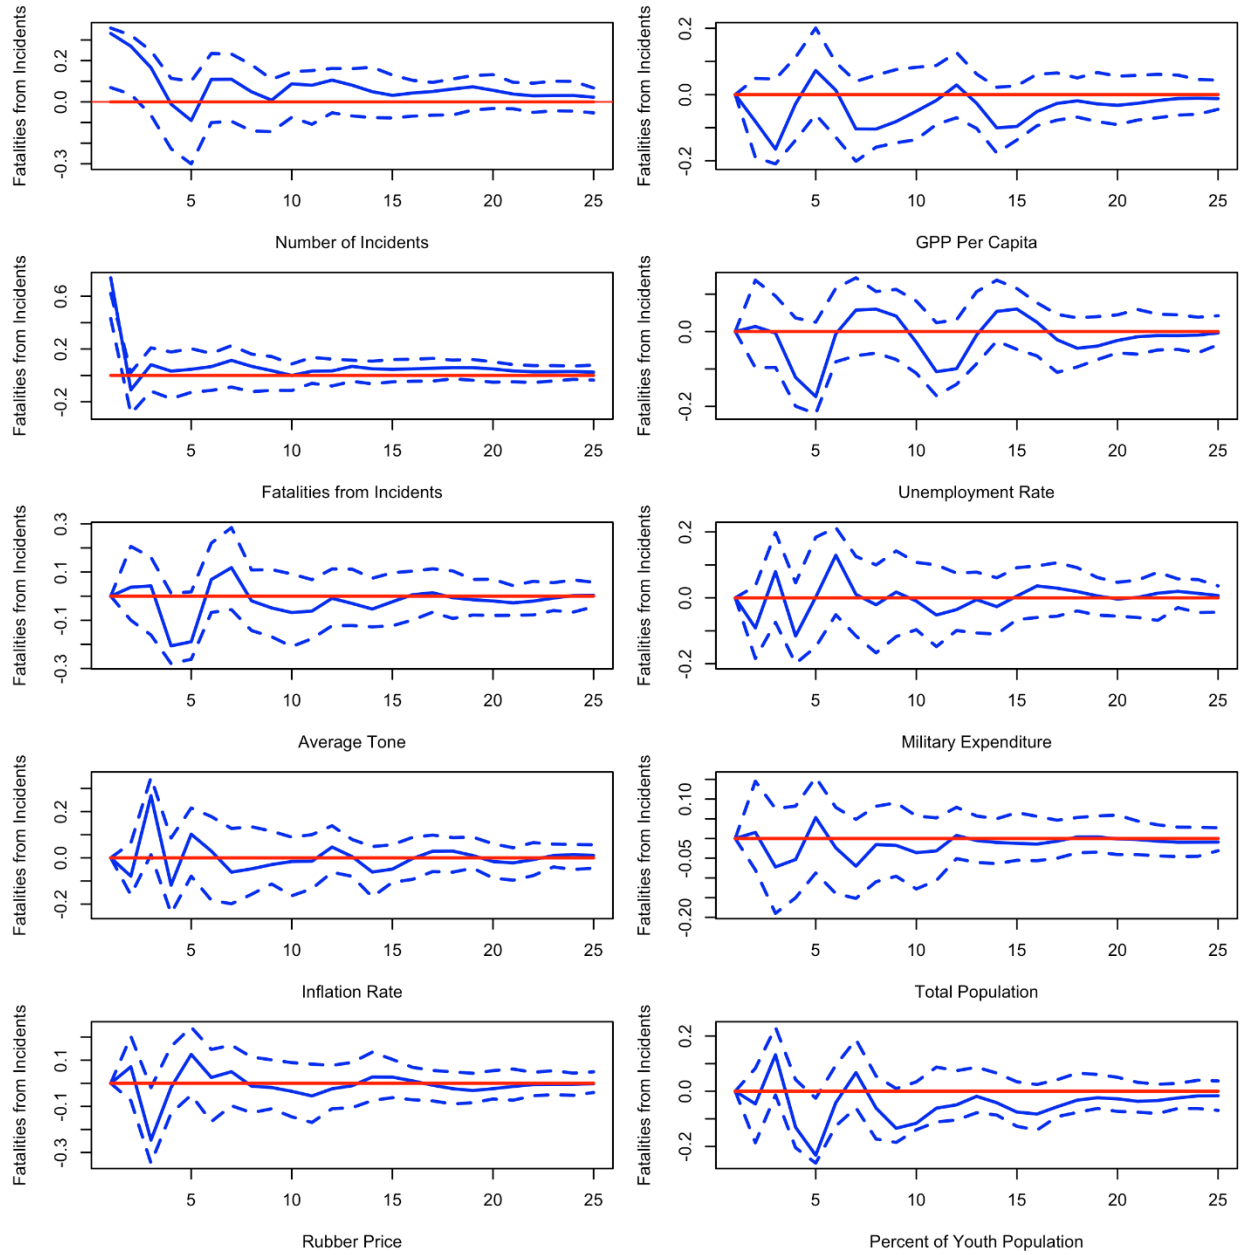 Fatalities from Incidents
0.2
0.0
-0.3
5 10 15 20 25
Number of Incidents
Fatalities from Incidents
0.2
0.0
-0.2
5 10 15 20 25
GPP Per Capita
Fatalities from Incidents
0.6
0.2
-0.2
5 10 15 20 25
Fatalities from Incidents
Fatalities from Incidents
0.0
-0.2
5 10 15 20 25
Unemployment Rate
Fatalities from Incidents
0.3
0.1
-0.1
-0.3
5 10 15 20 25
Average Tone
Fatalities from Incidents
0.2
0.0
-0.2
5 10 15 20 25
Military Expenditure
Fatalities from Incidents
0.2
0.0
-0.2
5 10 15 20 25
Inflation Rate
Fatalities from Incidents
0.10
-0.05
-0.20
5 10 15 20 25
Total Population
Fatalities from Incidents
0.1
-0.1
-0.3
5 10 15 20 25
Rubber Price
Fatalities from Incidents
0.2
0.0
-0.2
5 10 15 20 25
Percent of Youth Population